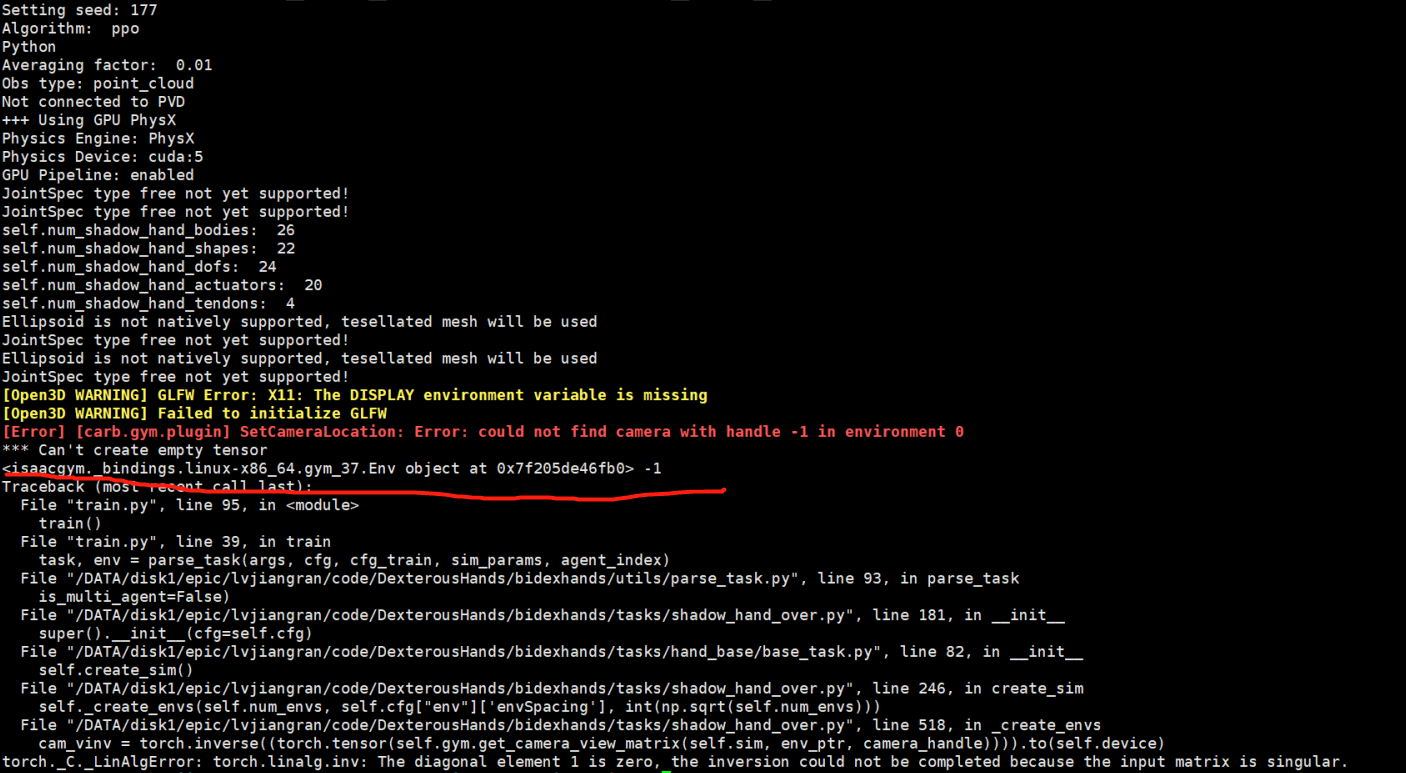 Setting seed: 177
Algorithm:  ppo
Python
Averaging factor:  0.01
Obs type: point_cloud
Not connected to PVD
+++ Using GPU PhysX
Physics Engine: PhysX
Physics Device: cuda:5
GPU Pipeline: enabled
JointSpec type free not yet supported!
JointSpec type free not yet supported!
self.num_shadow_hand_bodies:  26
self.num_shadow_hand_shapes:  22
self.num_shadow_hand_dofs:  24
self.num_shadow_hand_actuators:  20
self.num_shadow_hand_tendons:  4
Ellipsoid is not natively supported, tesellated mesh will be used
JointSpec type free not yet supported!
Ellipsoid is not natively supported, tesellated mesh will be used
JointSpec type free not yet supported!
[Open3D WARNING] GLFW Error: X11: The DISPLAY environment variable is missing
[Open3D WARNING] Failed to initialize GLFW
[Error] [carb.gym.plugin] SetCameraLocation: Error: could not find camera with handle -1 in environment 0
*** Can't create empty tensor
<isaacgym._bindings.linux-x86_64.gym_37.Env object at 0x7f205de46fb0> -1
Traceback (most recent call last):
  File "train.py", line 95, in <module>
    train()
  File "train.py", line 39, in train
    task, env = parse_task(args, cfg, cfg_train, sim_params, agent_index)
  File "/DATA/disk1/epic/lvjiangran/code/DexterousHands/bidexhands/utils/parse_task.py", line 93, in parse_task
    is_multi_agent=False)
  File "/DATA/disk1/epic/lvjiangran/code/DexterousHands/bidexhands/tasks/shadow_hand_over.py", line 181, in __init__
    super().__init__(cfg=self.cfg)
  File "/DATA/disk1/epic/lvjiangran/code/DexterousHands/bidexhands/tasks/hand_base/base_task.py", line 82, in __init__
    self.create_sim()
  File "/DATA/disk1/epic/lvjiangran/code/DexterousHands/bidexhands/tasks/shadow_hand_over.py", line 246, in create_sim
    self._create_envs(self.num_envs, self.cfg["env"]['envSpacing'], int(np.sqrt(self.num_envs)))
  File "/DATA/disk1/epic/lvjiangran/code/DexterousHands/bidexhands/tasks/shadow_hand_over.py", line 518, in _create_envs
    cam_vinv = torch.inverse((torch.tensor(self.gym.get_camera_view_matrix(self.sim, env_ptr, camera_handle)))).to(self.device)
torch._C._LinAlgError: torch.linalg.inv: The diagonal element 1 is zero, the inversion could not be completed because the input matrix is singular.